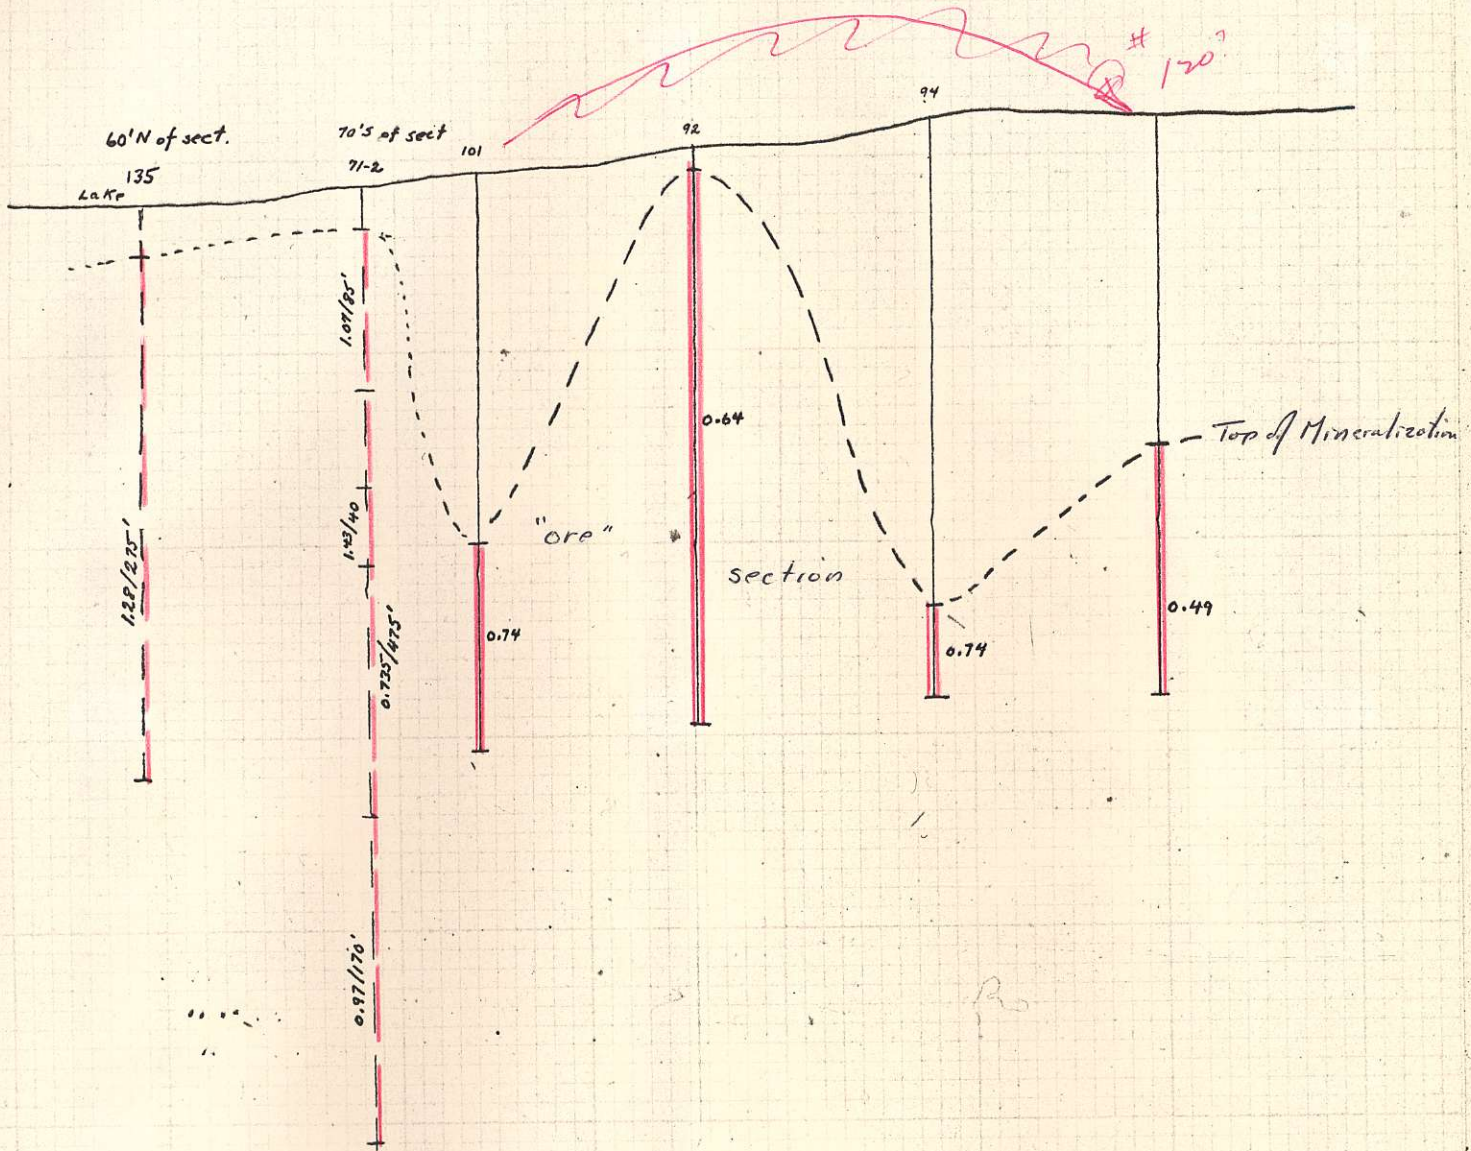 # 120?
60'N of sect.
70's of sect
135
71-2
101
92
94
Lake
1.07/85'
0.64
Top of Mineralization
1.43/40
"ore"
section
1.28/275'
0.74
0.735/475'
0.74
0.49
0.97/170'